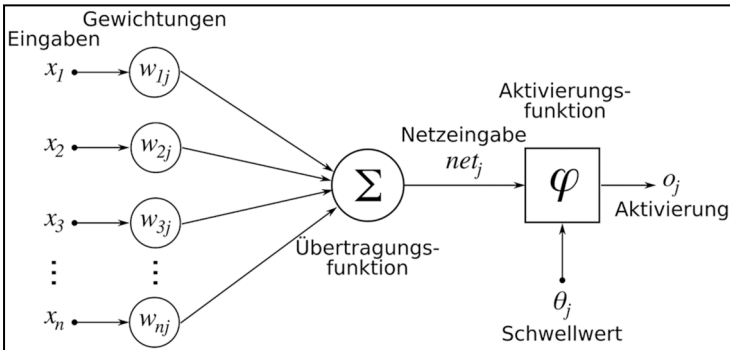 Gewichtungen
Eingaben
x1
w1j
x2
w2j
x3
w3j
⋮
⋮
xn
wnj
Σ
Übertragungs-
funktion
Netzeingabe
netj
Aktivierungs-
funktion
φ
oj
Aktivierung
θj
Schwellwert